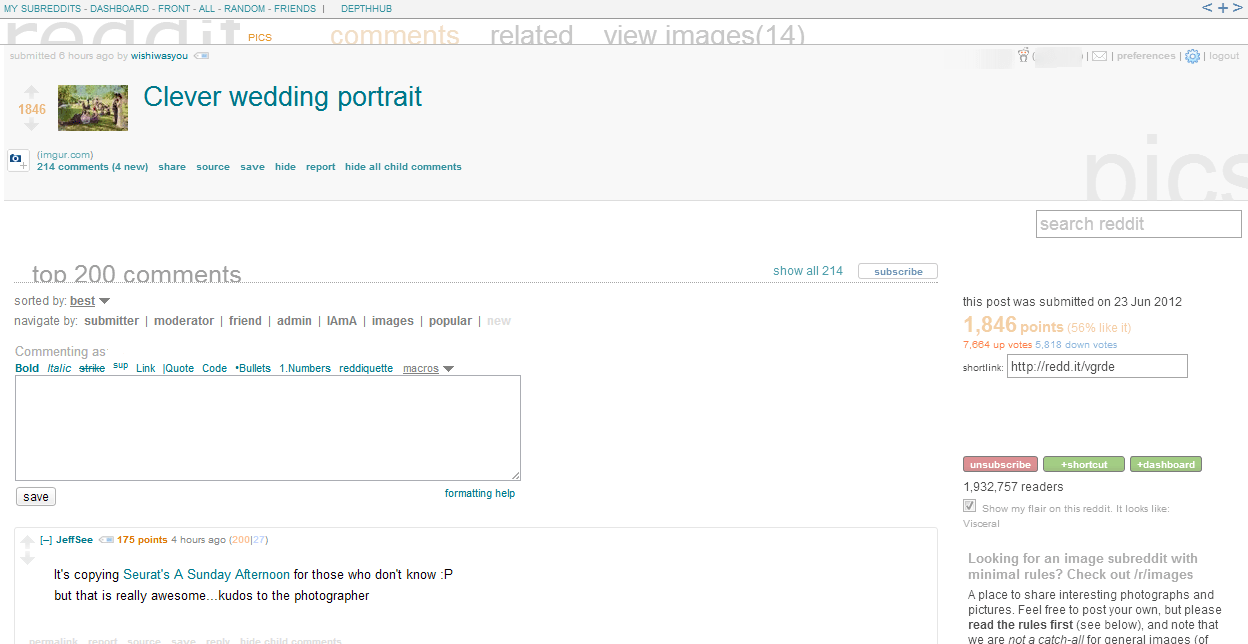 MY SUBREDDITS - DASHBOARD - FRONT - ALL - RANDOM - FRIENDS | DEPTHHUB < + >
reddit PICS comments related view images(14)
submitted 6 hours ago by wishiwasyou
| preferences | | logout
1846
Clever wedding portrait
(imgur.com)
214 comments (4 new) share source save hide report hide all child comments
pics
search reddit
top 200 comments
show all 214 subscribe
sorted by: best
navigate by: submitter | moderator | friend | admin | IAmA | images | popular | new
Commenting as
Bold Italic strike sup Link |Quote Code •Bullets 1.Numbers reddiquette macros
save
formatting help
[–] JeffSee 175 points 4 hours ago (200|27)
It's copying Seurat's A Sunday Afternoon for those who don't know :P
but that is really awesome...kudos to the photographer
permalink report source save reply hide child comments
this post was submitted on 23 Jun 2012
1,846 points (56% like it)
7,664 up votes 5,818 down votes
shortlink: http://redd.it/vgrde
unsubscribe +shortcut +dashboard
1,932,757 readers
Show my flair on this reddit. It looks like:
Visceral
Looking for an image subreddit with
minimal rules? Check out /r/images
A place to share interesting photographs and
pictures. Feel free to post your own, but please
read the rules first (see below), and note that
we are not a catch-all for general images (of